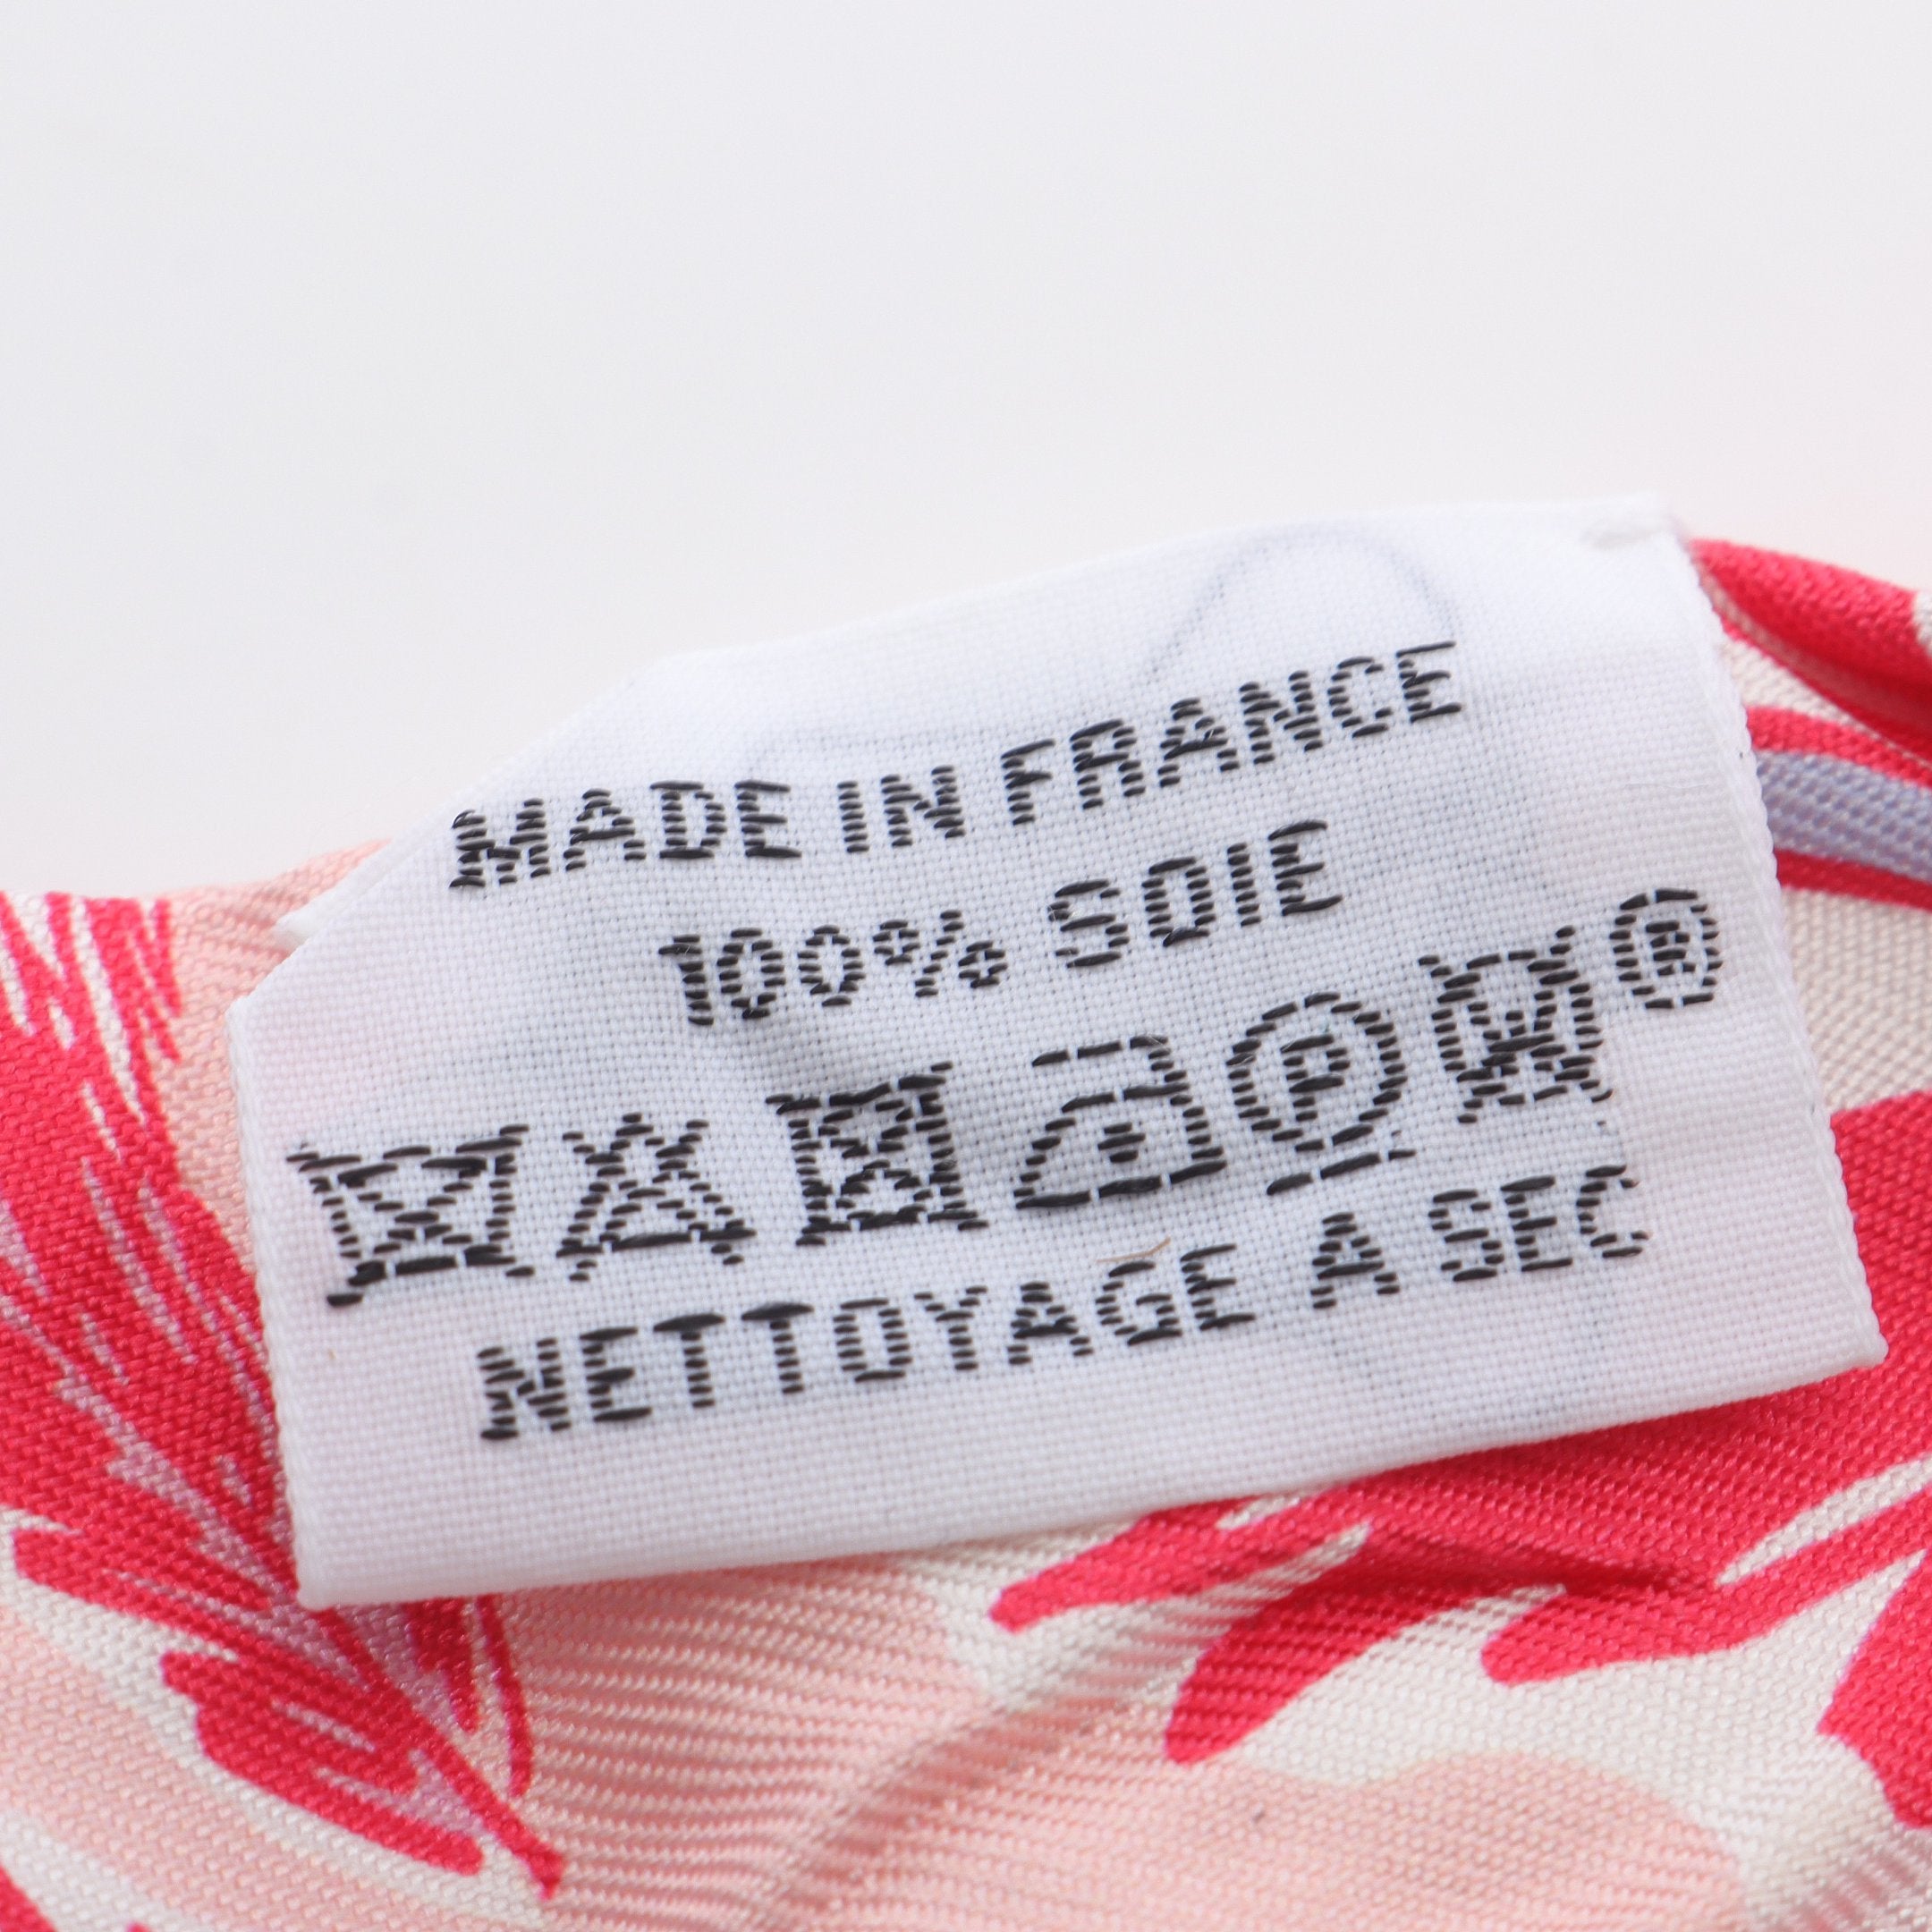 MADE IN FRANCE
100% SOIE
P ®
NETTOYAGE A SEC